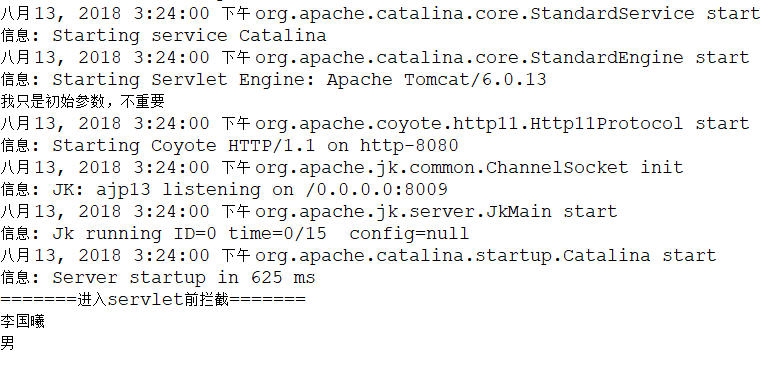 八月 13, 2018 3:24:00 下午 org.apache.catalina.core.StandardService start
信息: Starting service Catalina
八月 13, 2018 3:24:00 下午 org.apache.catalina.core.StandardEngine start
信息: Starting Servlet Engine: Apache Tomcat/6.0.13
我只是初始参数，不重要
八月 13, 2018 3:24:00 下午 org.apache.coyote.http11.Http11Protocol start
信息: Starting Coyote HTTP/1.1 on http-8080
八月 13, 2018 3:24:00 下午 org.apache.jk.common.ChannelSocket init
信息: JK: ajp13 listening on /0.0.0.0:8009
八月 13, 2018 3:24:00 下午 org.apache.jk.server.JkMain start
信息: Jk running ID=0 time=0/15  config=null
八月 13, 2018 3:24:00 下午 org.apache.catalina.startup.Catalina start
信息: Server startup in 625 ms
=======进入servlet前拦截=======
李国曦
男